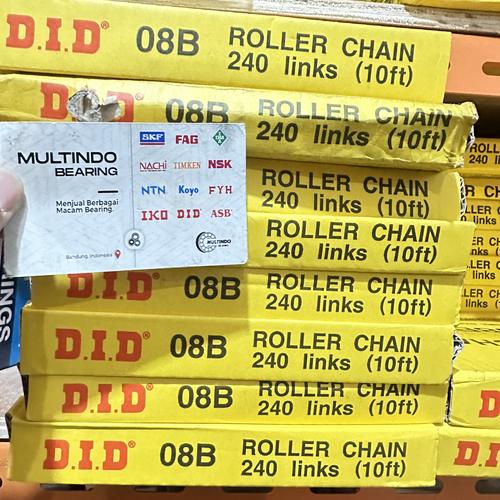 D.I.D® 08B ROLLER CHAIN
240 links (10ft)
D.I.D 08B ROLLER CHAIN
240 links (10ft)
MULTINDO
BEARING
Menjual Berbagai
Macam Bearing.
Bandung, Indonesia
SKF FAG
NACHI TIMKEN NSK
NTN Koyo FYH
IKO DID ASB
MULTINDO
ROLLER CHAIN
240 links (10ft)
ROLLER CHAIN
240 links (10ft)
D.I.D® 08B ROLLER CHAIN
240 links (10ft)
D.I.D® 08B ROLLER CHAIN
240 links (10ft)
D.I.D® 08B ROLLER CHAIN
240 links (10ft)
D.I.D® 08B ROLLER CHAIN
240 links (10ft)